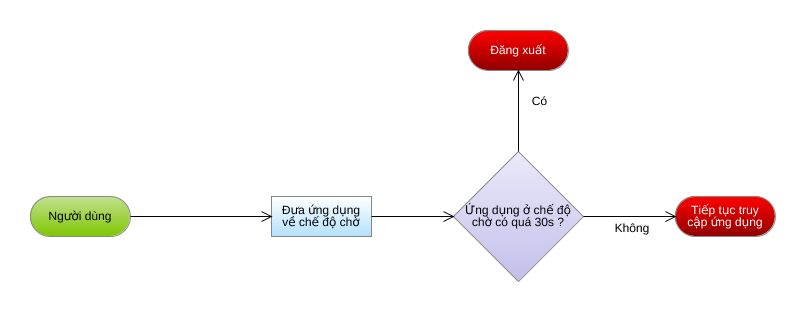 Đăng xuất
Có
Người dùng
Đưa ứng dụng
về chế độ chờ
Ứng dụng ở chế độ
chờ có quá 30s ?
Không
Tiếp tục truy
cập ứng dụng